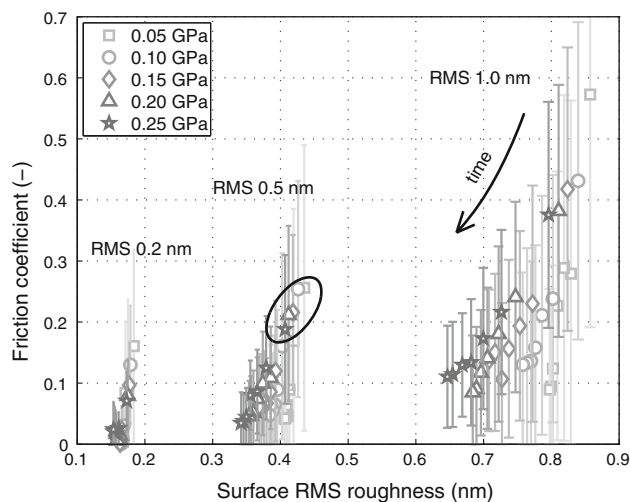 0.7
0.6
0.5
0.4
0.3
0.2
0.1
0
Friction coefficient (−)
0.05 GPa
0.10 GPa
0.15 GPa
0.20 GPa
0.25 GPa
RMS 1.0 nm
time
RMS 0.5 nm
RMS 0.2 nm
0.1 0.2 0.3 0.4 0.5 0.6 0.7 0.8 0.9
Surface RMS roughness (nm)